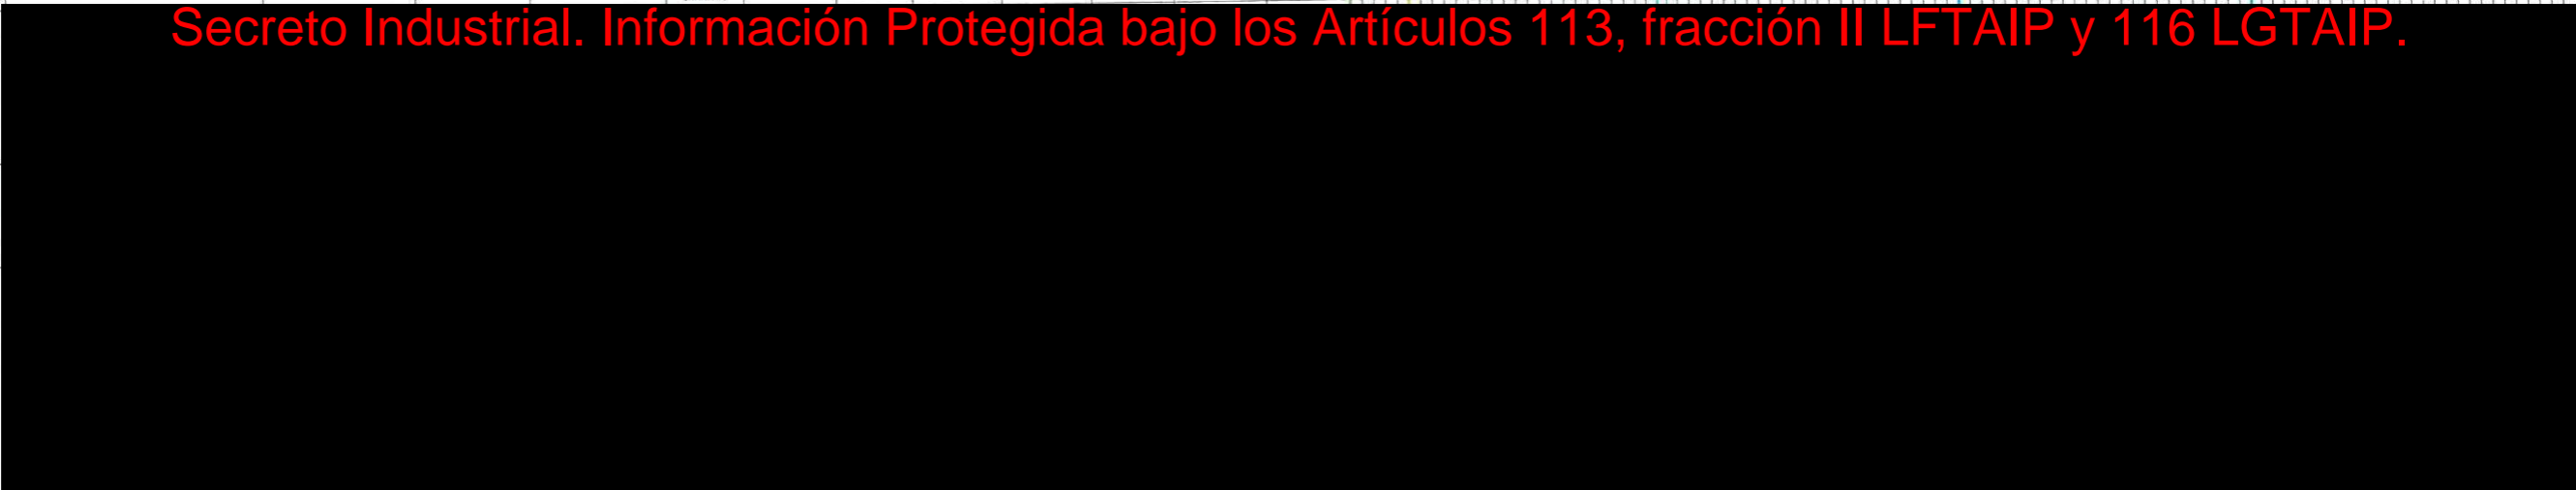 Secreto Industrial. Información Protegida bajo los Artículos 113, fracción II LFTAIP y 116 LGTAIP.